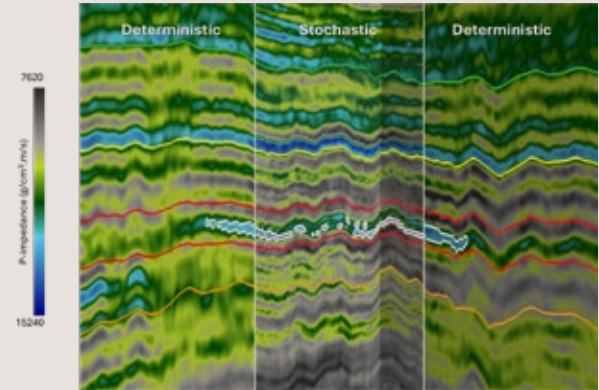 Deterministic Stochastic Deterministic
7620
P-impedance (g/cm³.m/s)
15240